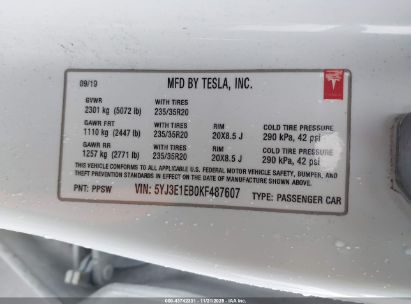 09/19 MFD BY TESLA, INC.
GVWR WITH TIRES
2301 kg (5072 lb) 235/35R20
GAWR FRT WITH TIRES RIM COLD TIRE PRESSURE
1110 kg (2447 lb) 235/35R20 20X8.5 J 290 kPa, 42 psi
GAWR RR WITH TIRES RIM COLD TIRE PRESSURE
1257 kg (2771 lb) 235/35R20 20X8.5 J 290 kPa, 42 psi
THIS VEHICLE CONFORMS TO ALL APPLICABLE U.S. FEDERAL MOTOR VEHICLE SAFETY, BUMPER, AND
THEFT PREVENTION STANDARDS IN EFFECT ON THE DATE OF MANUFACTURE SHOWN ABOVE.
PNT: PPSW VIN: 5YJ3E1EB0KF487607 TYPE: PASSENGER CAR